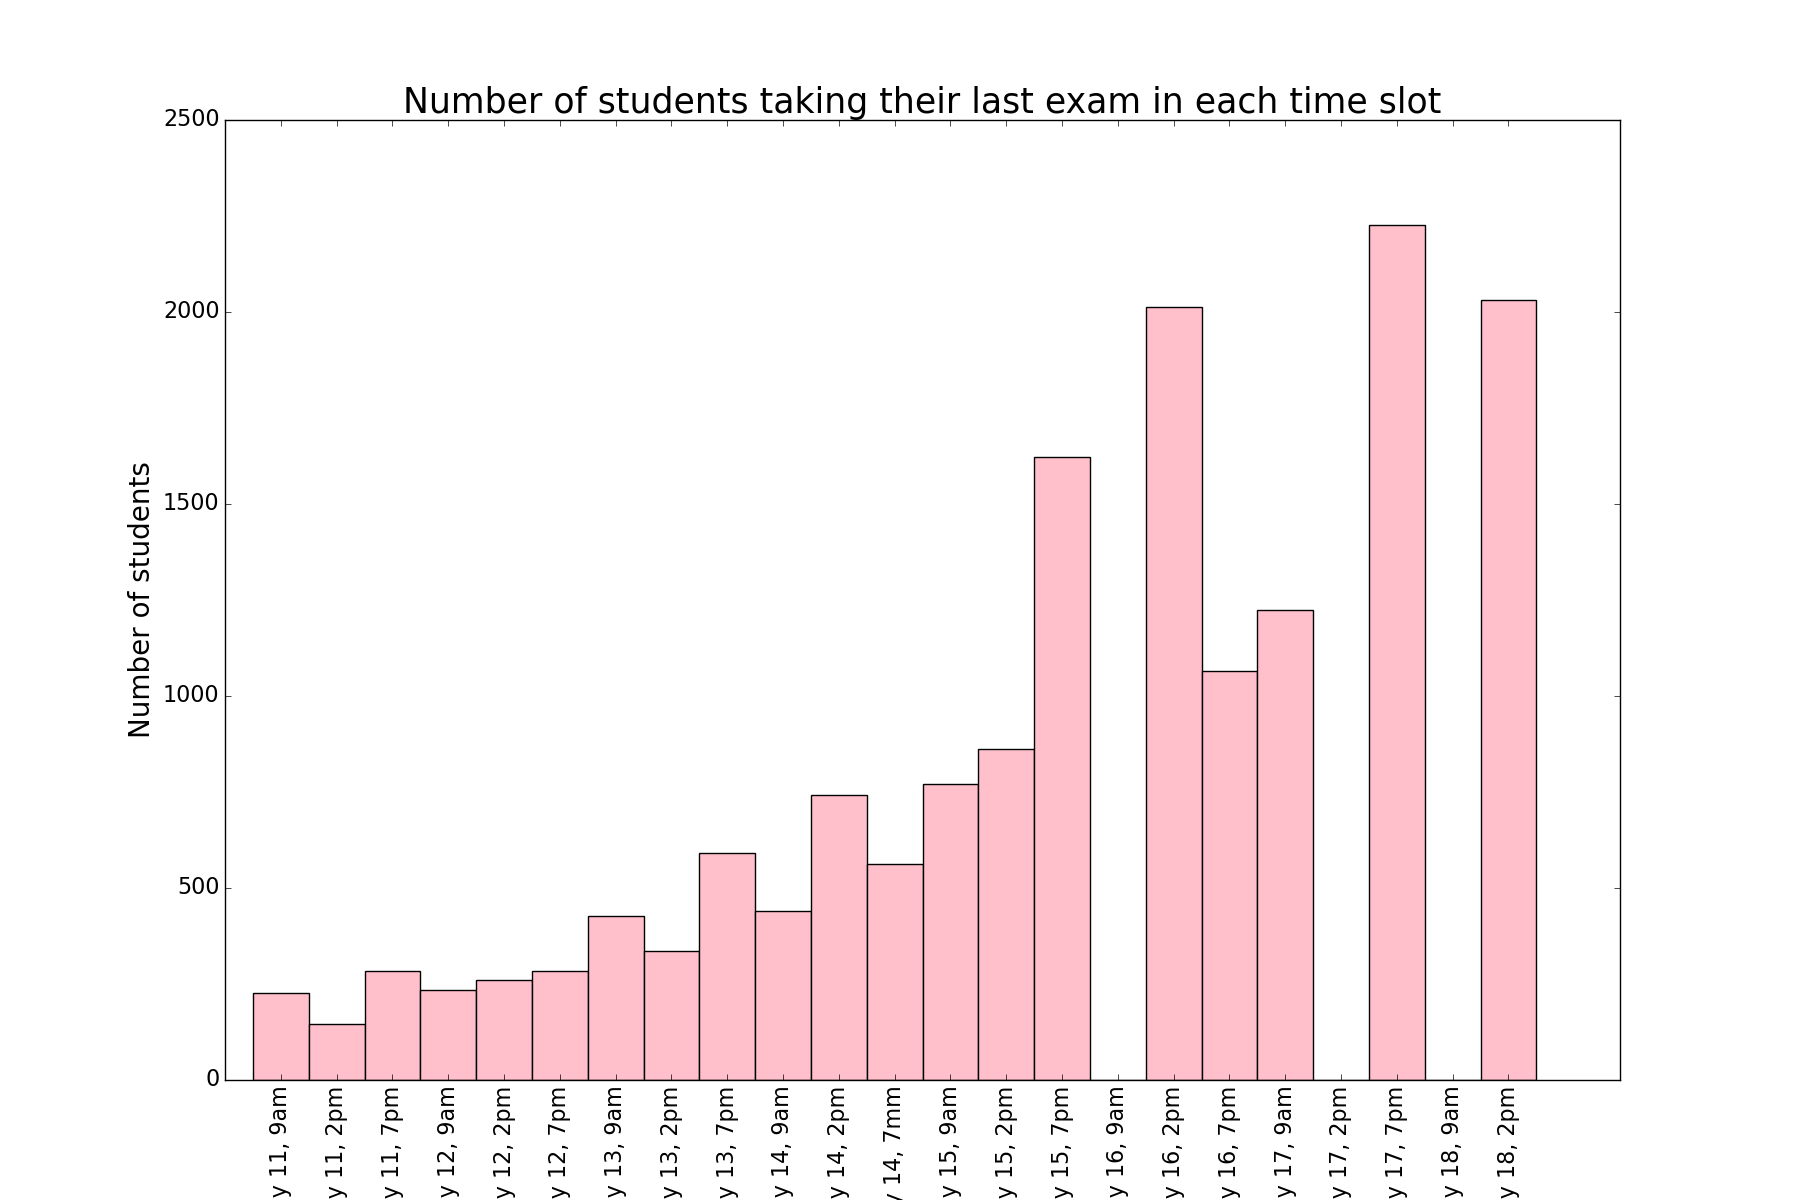 Number of students taking their last exam in each time slot
Number of students
2500
2000
1500
1000
500
0
y 11, 9am
y 11, 2pm
y 11, 7pm
y 12, 9am
y 12, 2pm
y 12, 7pm
y 13, 9am
y 13, 2pm
y 13, 7pm
y 14, 9am
y 14, 2pm
y 14, 7mm
y 15, 9am
y 15, 2pm
y 15, 7pm
y 16, 9am
y 16, 2pm
y 16, 7pm
y 17, 9am
y 17, 2pm
y 17, 7pm
y 18, 9am
y 18, 2pm